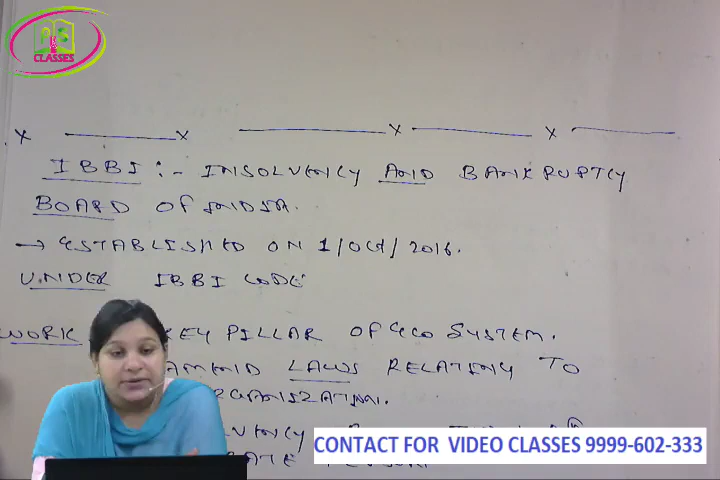 CLASSES
x x x x
IBBI :- INSOLVENCY AND BANKRUPTCY
BOARD OF INDIA.
→ ESTABLISHED ON 1/Oct/2016.
UNDER IBBI CODE
WORK KEY PILLAR OF ECO SYSTEM.
AMEND LAWS RELATING TO
CONTACT FOR VIDEO CLASSES 9999-602-333